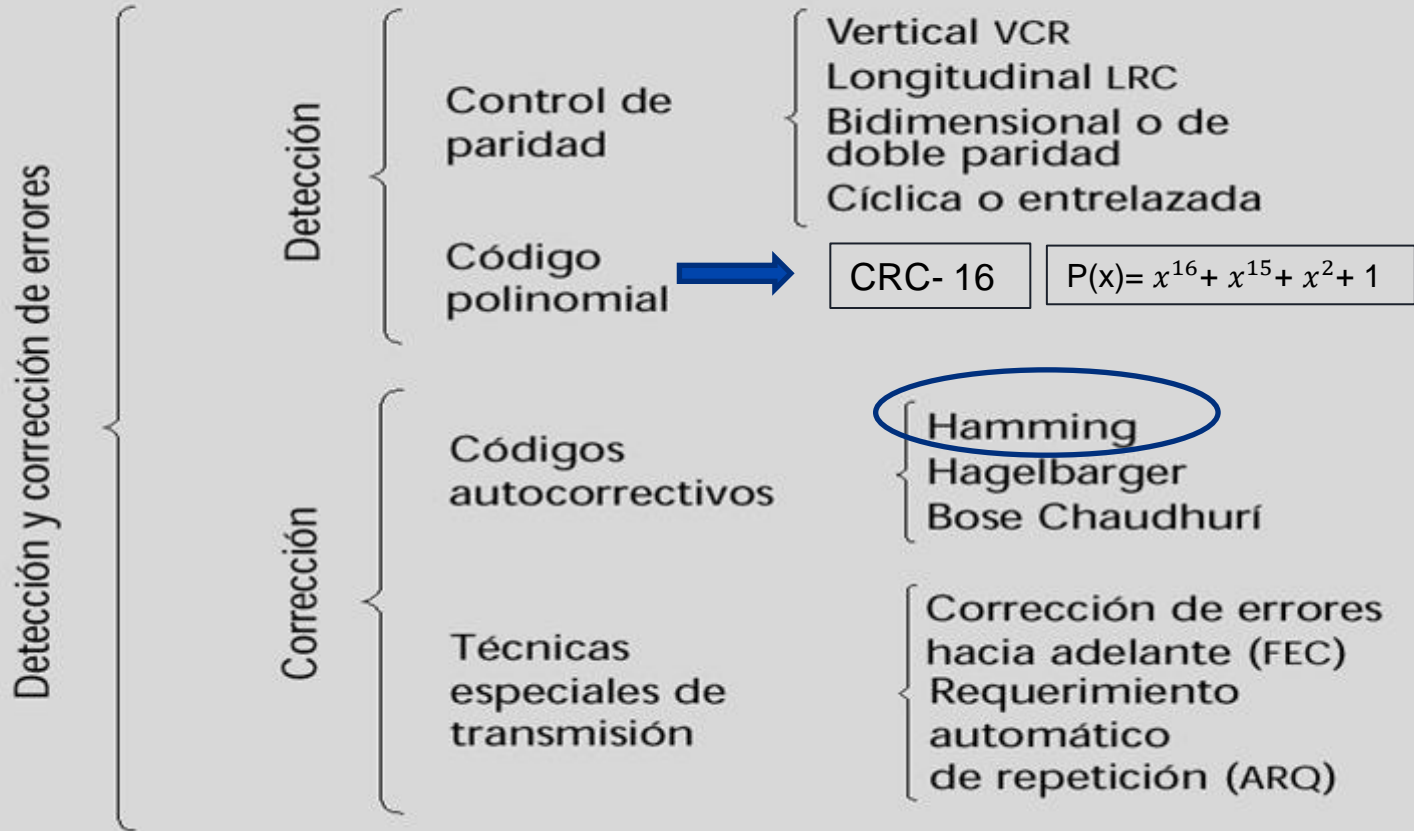 Detección y corrección de errores
Detección
Control de
paridad
Vertical VCR
Longitudinal LRC
Bidimensional o de
doble paridad
Cíclica o entrelazada
Código
polinomial
CRC- 16
P(x)= x¹⁶+ x¹⁵+ x²+ 1
Corrección
Códigos
autocorrectivos
Hamming
Hagelbarger
Bose Chaudhurí
Técnicas
especiales de
transmisión
Corrección de errores
hacia adelante (FEC)
Requerimiento
automático
de repetición (ARQ)